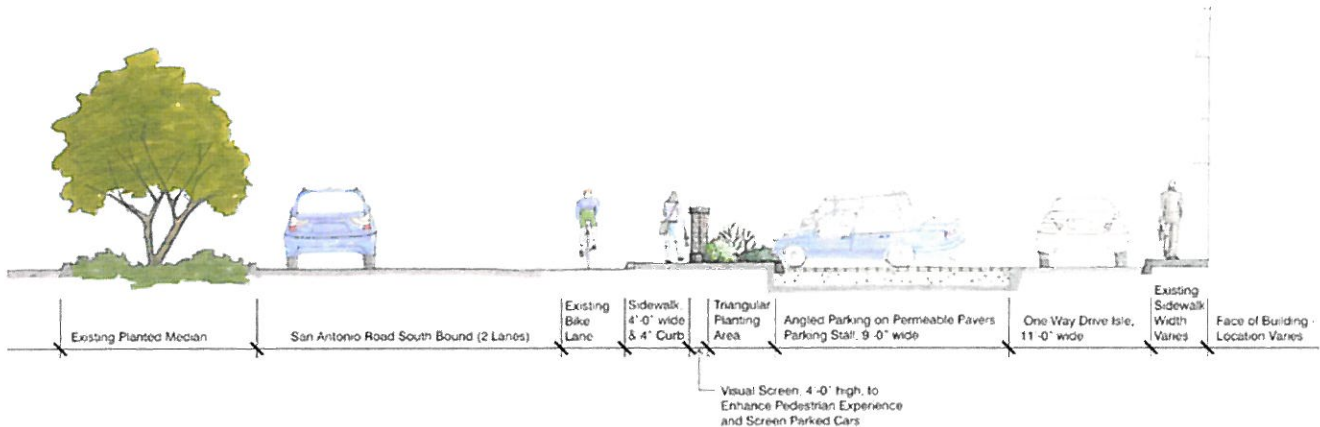 Existing Planted Median
San Antonio Road South Bound (2 Lanes)
Existing
Bike
Lane
Sidewalk,
4'-0" wide
& 4" Curb
Triangular
Planting
Area
Angled Parking on Permeable Pavers
Parking Stall, 9'-0" wide
One Way Drive Isle,
11'-0" wide
Existing
Sidewalk
Width
Varies
Face of Building -
Location Varies
Visual Screen, 4'-0" high, to
Enhance Pedestrian Experience
and Screen Parked Cars